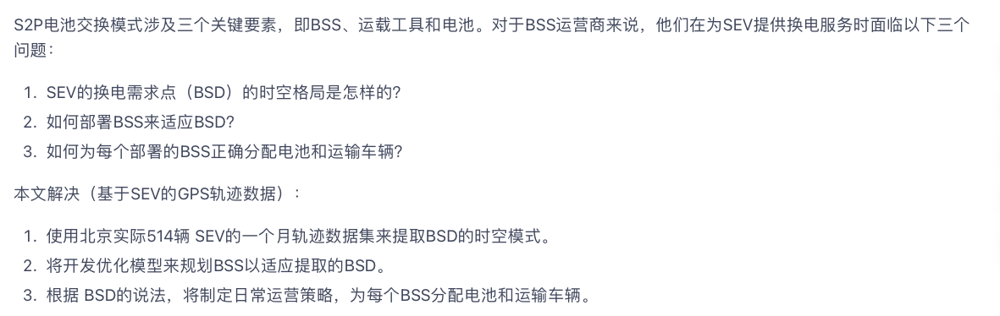 S2P电池交换模式涉及三个关键要素，即BSS、运载工具和电池。对于BSS运营商来说，他们在为SEV提供换电服务时面临以下三个
问题：
1. SEV的换电需求点（BSD）的时空格局是怎样的?
2. 如何部署BSS来适应BSD?
3. 如何为每个部署的BSS正确分配电池和运输车辆?
本文解决（基于SEV的GPS轨迹数据）：
1. 使用北京实际514辆 SEV的一个月轨迹数据集来提取BSD的时空模式。
2. 将开发优化模型来规划BSS以适应提取的BSD。
3. 根据 BSD的说法，将制定日常运营策略，为每个BSS分配电池和运输车辆。